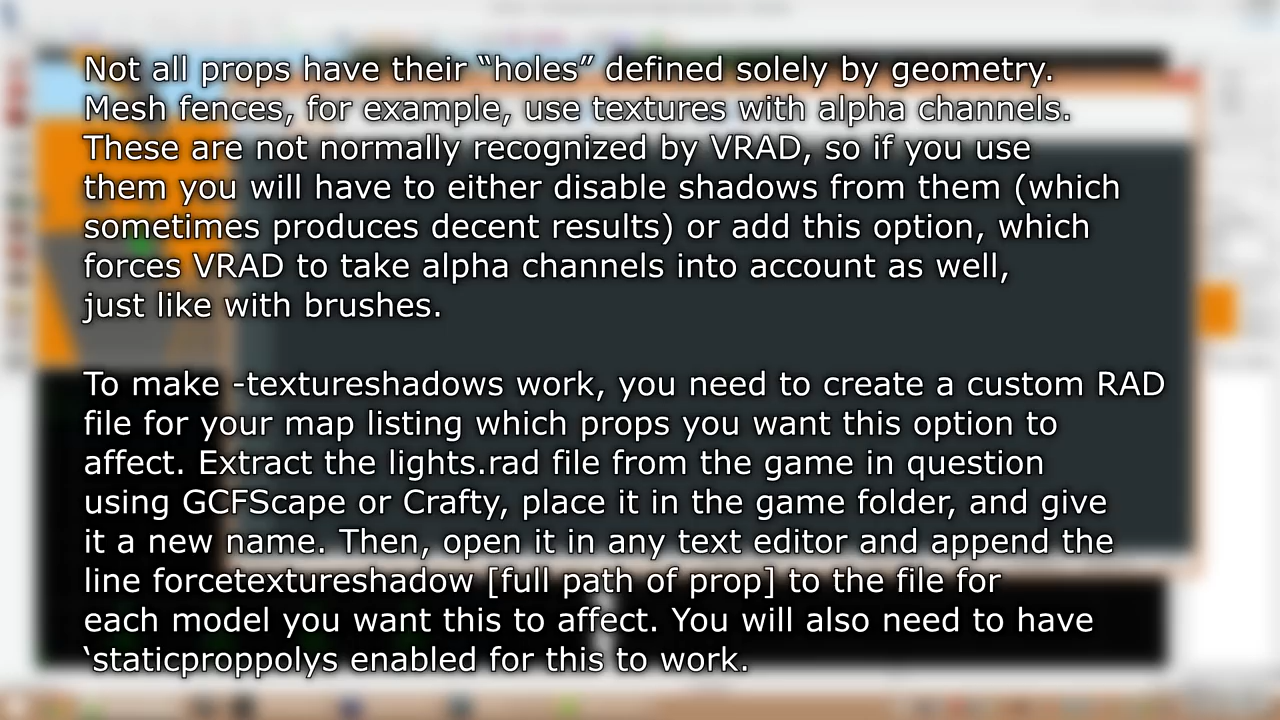 Not all props have their “holes” defined solely by geometry.
Mesh fences, for example, use textures with alpha channels.
These are not normally recognized by VRAD, so if you use
them you will have to either disable shadows from them (which
sometimes produces decent results) or add this option, which
forces VRAD to take alpha channels into account as well,
just like with brushes.
To make -textureshadows work, you need to create a custom RAD
file for your map listing which props you want this option to
affect. Extract the lights.rad file from the game in question
using GCFScape or Crafty, place it in the game folder, and give
it a new name. Then, open it in any text editor and append the
line forcetextureshadow [full path of prop] to the file for
each model you want this to affect. You will also need to have
‘staticproppolys enabled for this to work.